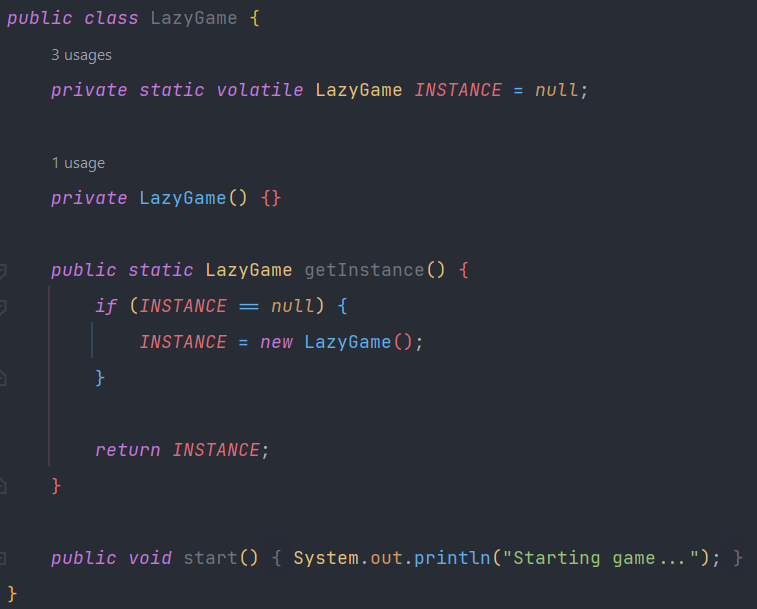 public class LazyGame {
3 usages
private static volatile LazyGame INSTANCE = null;
1 usage
private LazyGame() {}
public static LazyGame getInstance() {
if (INSTANCE == null) {
INSTANCE = new LazyGame();
}
return INSTANCE;
}
public void start() { System.out.println("Starting game..."); }
}